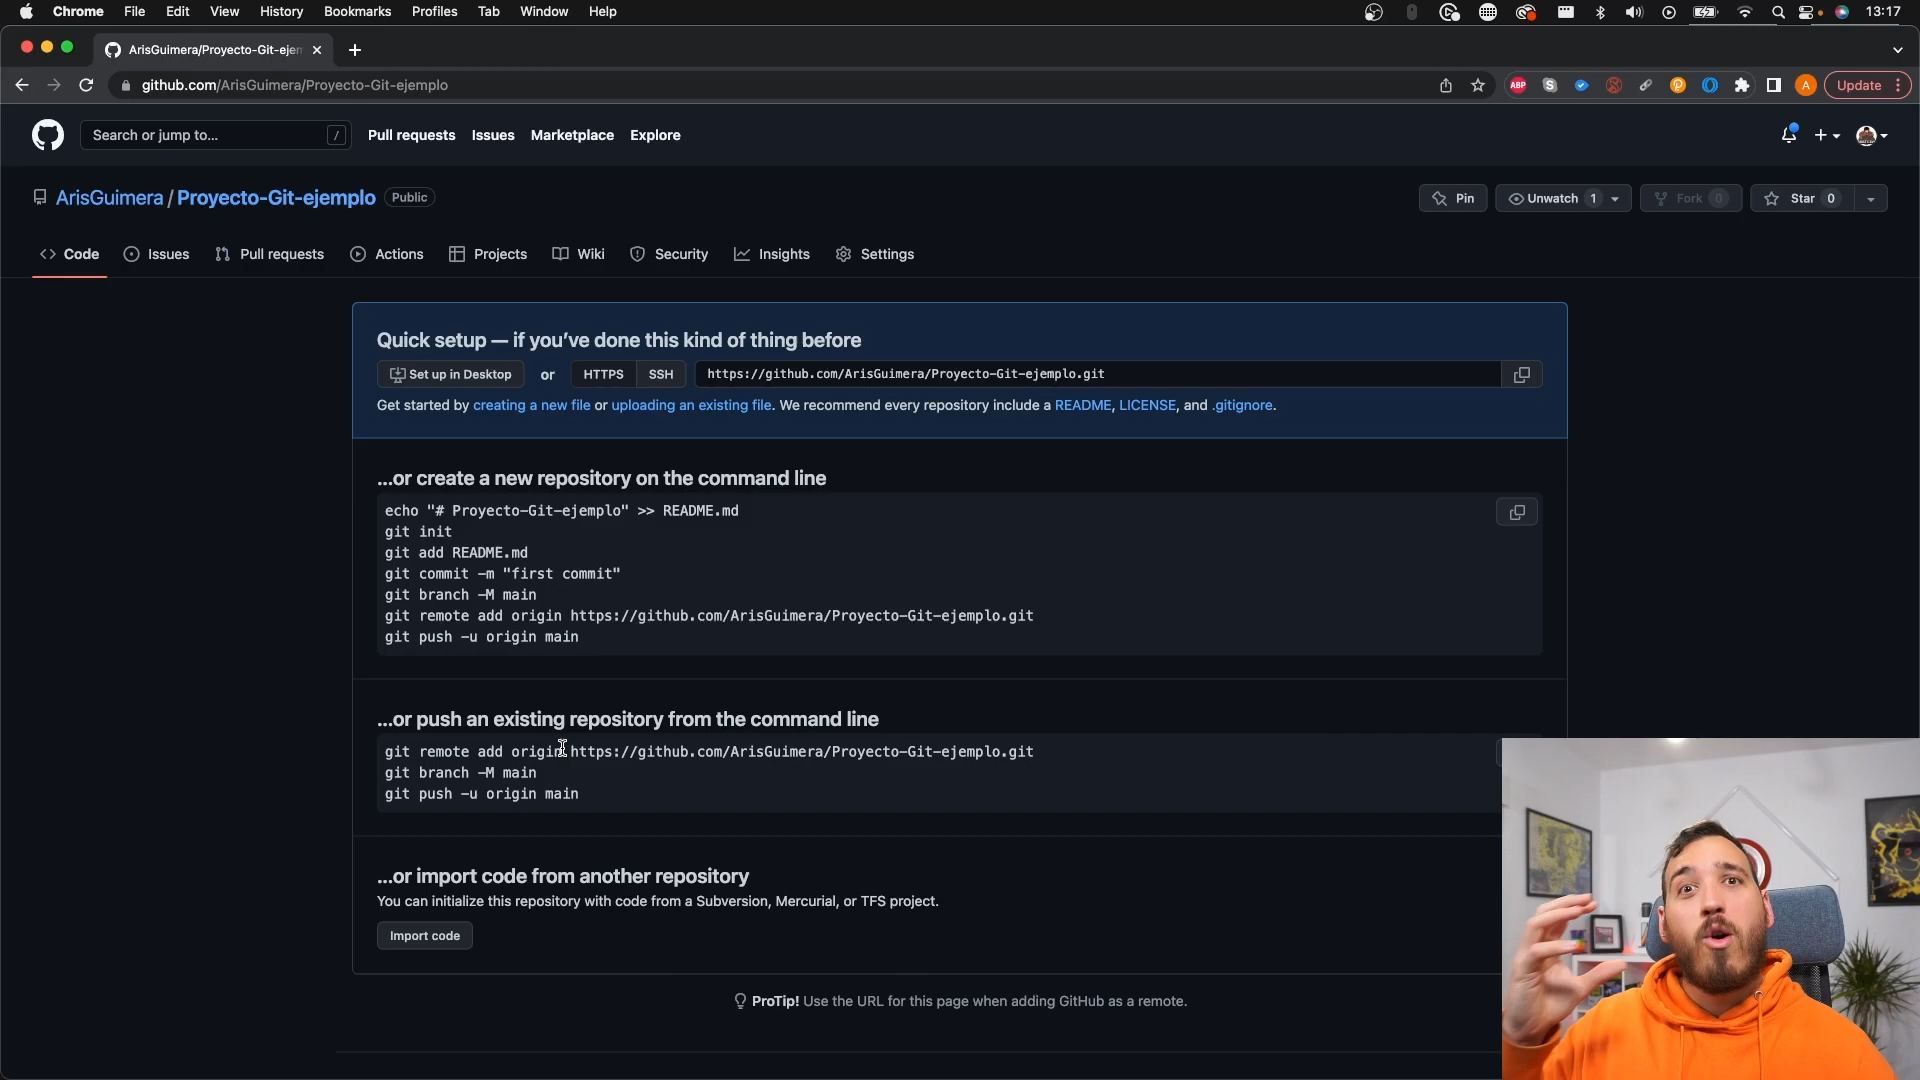 Chrome File Edit View History Bookmarks Profiles Tab Window Help 13:17
ArisGuimera/Proyecto-Git-ejem
github.com/ArisGuimera/Proyecto-Git-ejemplo ABP A Update
Search or jump to... / Pull requests Issues Marketplace Explore
ArisGuimera / Proyecto-Git-ejemplo Public Pin Unwatch 1 Fork 0 Star 0
Code Issues Pull requests Actions Projects Wiki Security Insights Settings
Quick setup — if you’ve done this kind of thing before
Set up in Desktop or HTTPS SSH https://github.com/ArisGuimera/Proyecto-Git-ejemplo.git
Get started by creating a new file or uploading an existing file. We recommend every repository include a README, LICENSE, and .gitignore.
…or create a new repository on the command line
echo "# Proyecto-Git-ejemplo" >> README.md
git init
git add README.md
git commit -m "first commit"
git branch -M main
git remote add origin https://github.com/ArisGuimera/Proyecto-Git-ejemplo.git
git push -u origin main
…or push an existing repository from the command line
git remote add origin https://github.com/ArisGuimera/Proyecto-Git-ejemplo.git
git branch -M main
git push -u origin main
…or import code from another repository
You can initialize this repository with code from a Subversion, Mercurial, or TFS project.
Import code
ProTip! Use the URL for this page when adding GitHub as a remote.